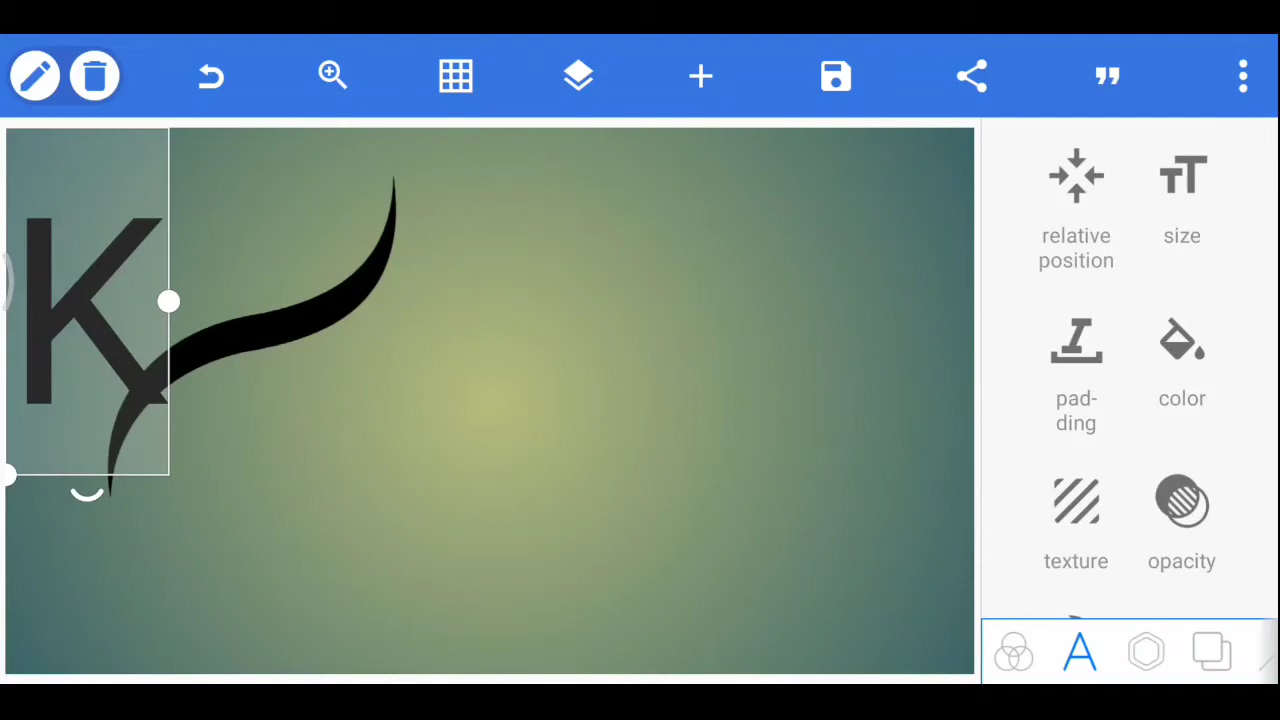 K
relative
position
size
pad-
ding
color
texture
opacity